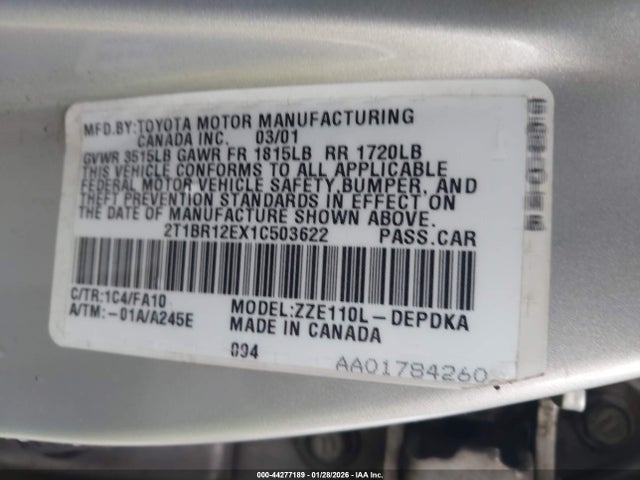 MFD.BY:TOYOTA MOTOR MANUFACTURING
CANADA INC. 03/01
GVWR 3515LB GAWR FR 1815LB RR 1720LB
THIS VEHICLE CONFORMS TO ALL APPLICABLE
FEDERAL MOTOR VEHICLE SAFETY,BUMPER, AND
THEFT PREVENTION STANDARDS IN EFFECT ON
THE DATE OF MANUFACTURE SHOWN ABOVE.
2T1BR12EX1C503622 PASS.CAR
C/TR:1C4/FA10
A/TM:-01A/A245E
MODEL:ZZE110L-DEPDKA
MADE IN CANADA
094
AA01784260
000-44277189 | 01/28/2026 | IAA Inc.